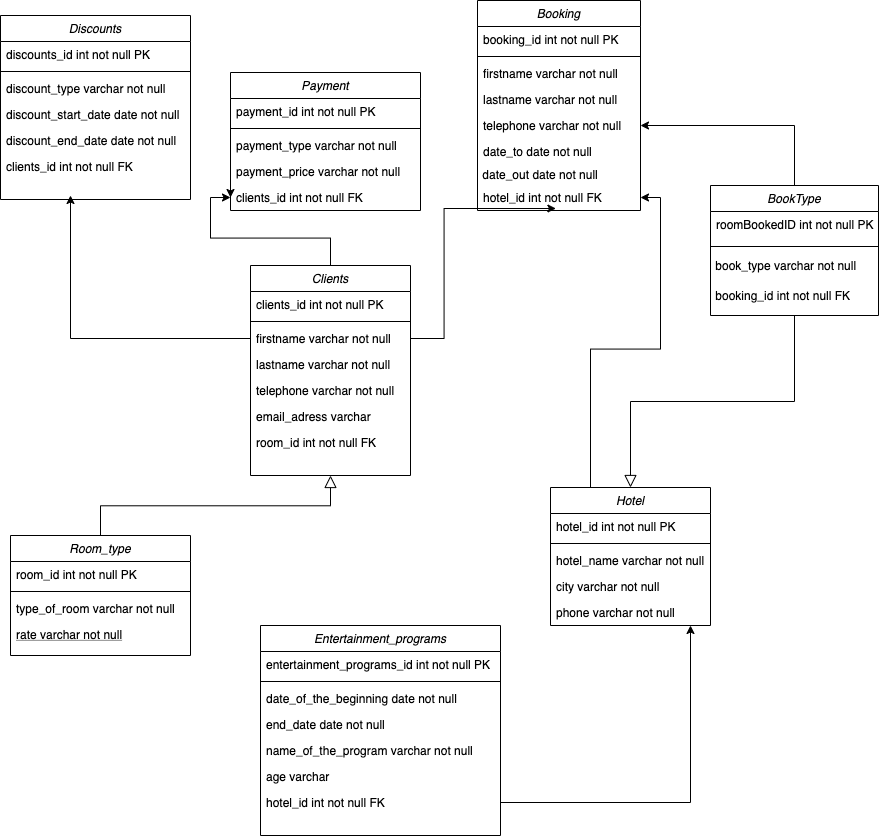 Discounts
discounts_id int not null PK
discount_type varchar not null
discount_start_date date not null
discount_end_date date not null
clients_id int not null FK
Payment
payment_id int not null PK
payment_type varchar not null
payment_price varchar not null
clients_id int not null FK
Booking
booking_id int not null PK
firstname varchar not null
lastname varchar not null
telephone varchar not null
date_to date not null
date_out date not null
hotel_id int not null FK
BookType
roomBookedID int not null PK
book_type varchar not null
booking_id int not null FK
Clients
clients_id int not null PK
firstname varchar not null
lastname varchar not null
telephone varchar not null
email_adress varchar
room_id int not null FK
Hotel
hotel_id int not null PK
hotel_name varchar not null
city varchar not null
phone varchar not null
Room_type
room_id int not null PK
type_of_room varchar not null
rate varchar not null
Entertainment_programs
entertainment_programs_id int not null PK
date_of_the_beginning date not null
end_date date not null
name_of_the_program varchar not null
age varchar
hotel_id int not null FK